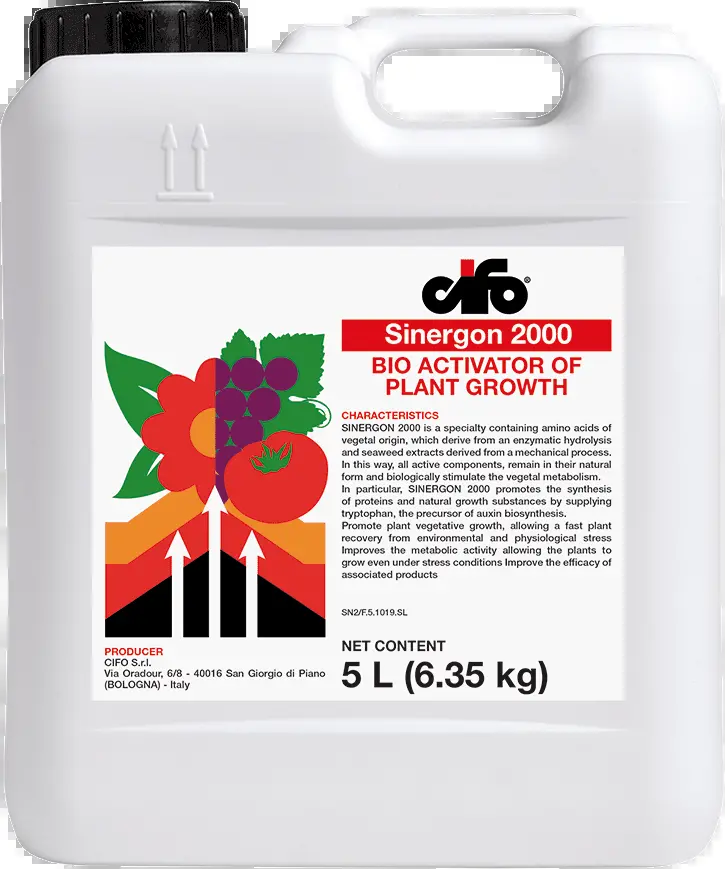 cifo®
Sinergon 2000
BIO ACTIVATOR OF
PLANT GROWTH
CHARACTERISTICS
SINERGON 2000 is a specialty containing amino acids of
vegetal origin, which derive from an enzymatic hydrolysis
and seaweed extracts derived from a mechanical process.
In this way, all active components, remain in their natural
form and biologically stimulate the vegetal metabolism.
In particular, SINERGON 2000 promotes the synthesis
of proteins and natural growth substances by supplying
tryptophan, the precursor of auxin biosynthesis.
Promote plant vegetative growth, allowing a fast plant
recovery from environmental and physiological stress
Improves the metabolic activity allowing the plants to
grow even under stress conditions Improve the efficacy of
associated products
SN2/F.5.1019.SL
PRODUCER
CIFO S.r.l.
Via Oradour, 6/8 - 40016 San Giorgio di Piano
(BOLOGNA) - Italy
NET CONTENT
5 L (6.35 kg)